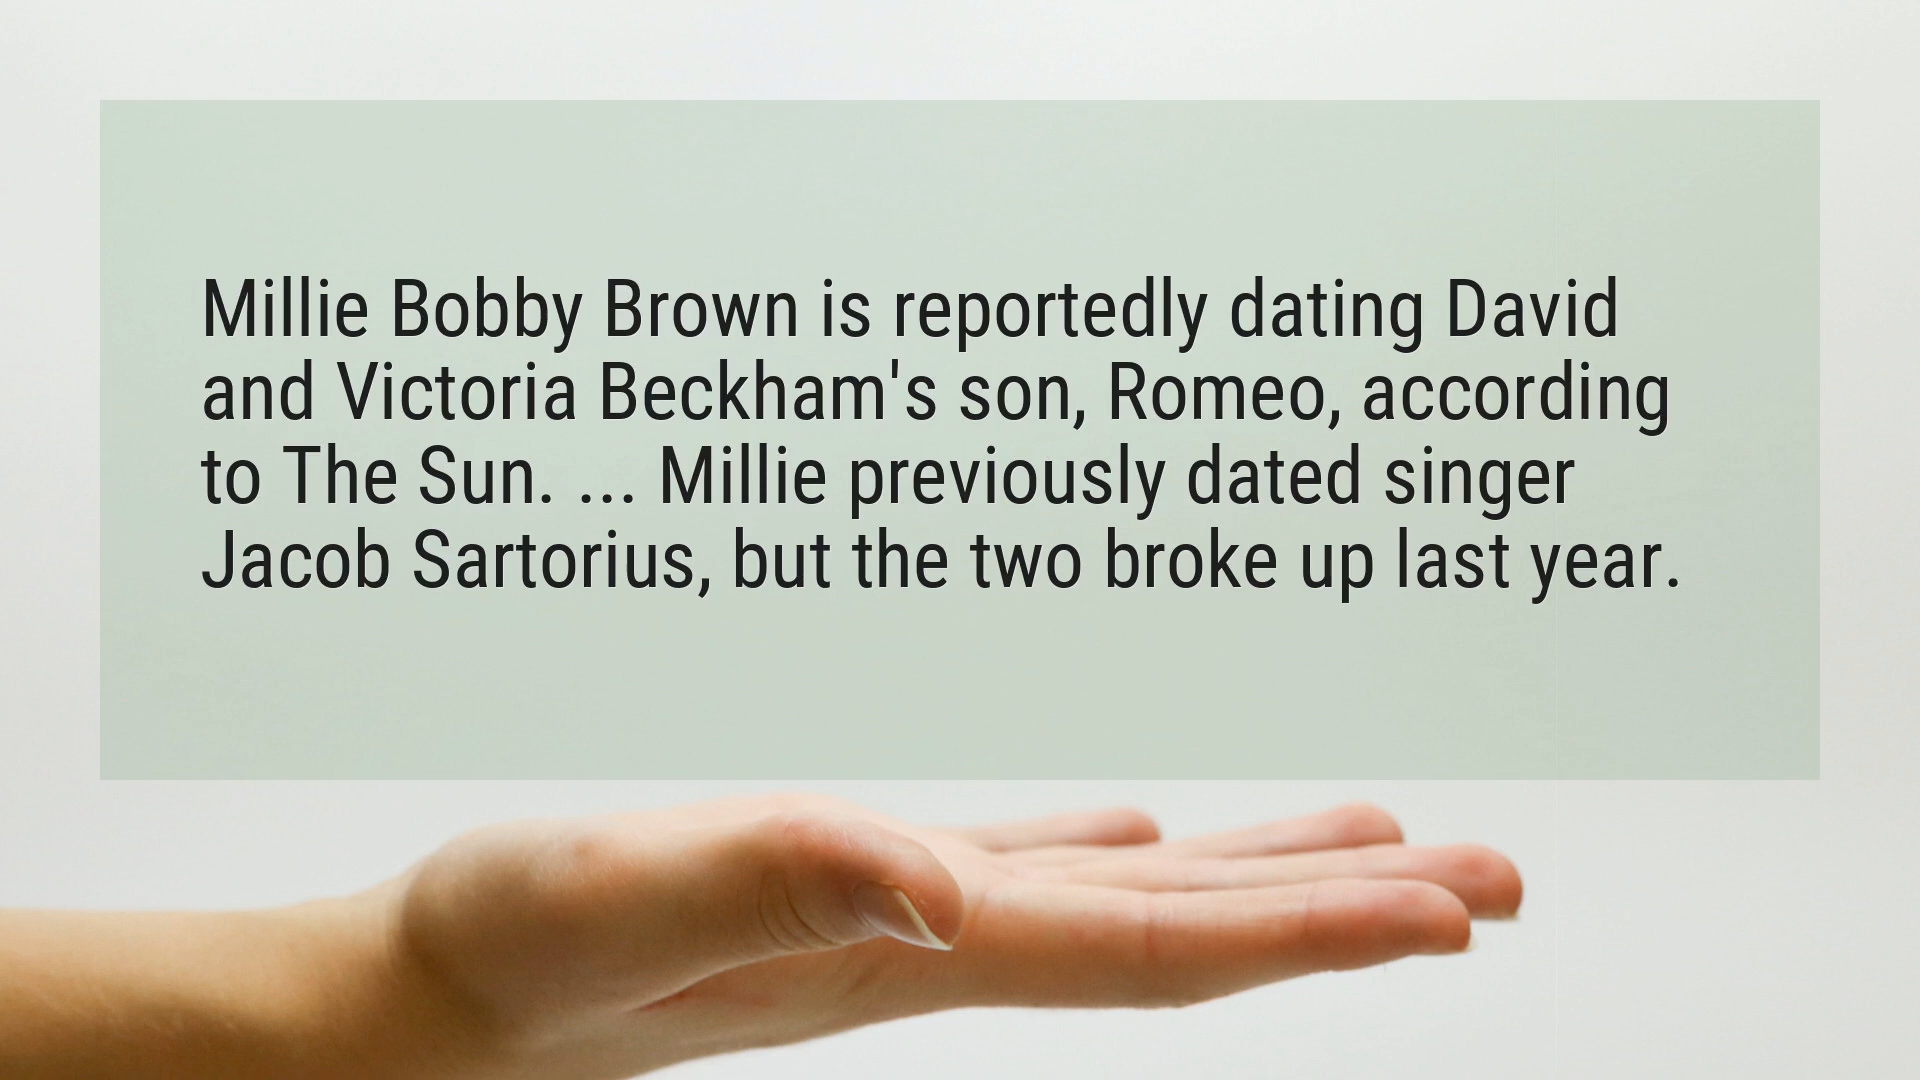 Millie Bobby Brown is reportedly dating David
and Victoria Beckham's son, Romeo, according
to The Sun. ... Millie previously dated singer
Jacob Sartorius, but the two broke up last year.